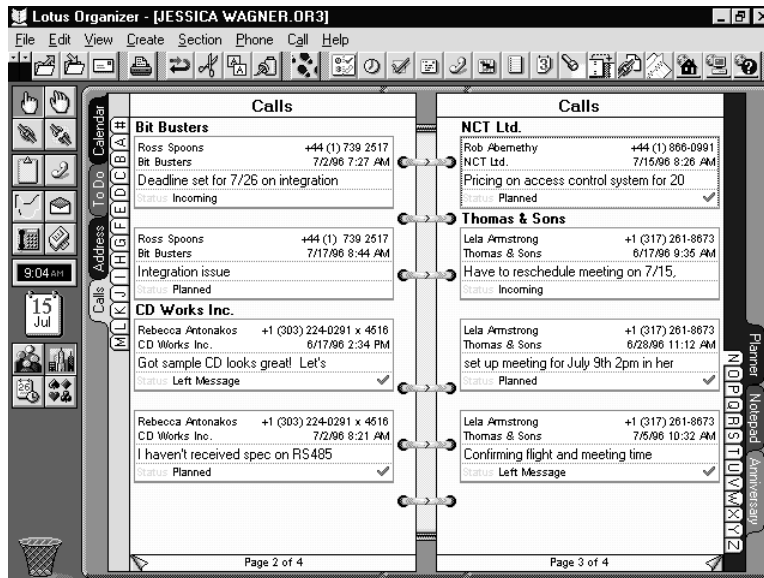 Lotus Organizer - [JESSICA WAGNER.OR3]
File Edit View Create Section Phone Call Help
Calendar
To Do
Address
Calls
9:04 AM
15
Jul
26
#
A
B
C
D
E
F
G
H
I
J
K
L
M
Calls
Bit Busters
Ross Spoons +44 (1) 739 2517
Bit Busters 7/2/96 7:27 AM
Deadline set for 7/26 on integration
Status Incoming
Ross Spoons +44 (1) 739 2517
Bit Busters 7/17/96 8:44 AM
Integration issue
Status Planned
CD Works Inc.
Rebecca Antonakos +1 (303) 224-0291 x 4516
CD Works Inc. 6/17/96 2:34 PM
Got sample CD looks great! Let's
Status Left Message
Rebecca Antonakos +1 (303) 224-0291 x 4516
CD Works Inc. 7/2/96 8:21 AM
I haven't received spec on RS485
Status Planned
Page 2 of 4
Calls
NCT Ltd.
Rob Abernethy +44 (1) 866-0991
NCT Ltd. 7/15/96 8:26 AM
Pricing on access control system for 20
Status Planned
Thomas & Sons
Lela Armstrong +1 (317) 261-8673
Thomas & Sons 6/17/96 9:35 AM
Have to reschedule meeting on 7/15,
Status Incoming
Lela Armstrong +1 (317) 261-8673
Thomas & Sons 6/28/96 11:12 AM
set up meeting for July 9th 2pm in her
Status Planned
Lela Armstrong +1 (317) 261-8673
Thomas & Sons 7/5/96 10:32 AM
Confirming flight and meeting time
Status Left Message
Page 3 of 4
N
O
P
Q
R
S
T
U
V
W
X
Y
Z
Planner
Notepad
Anniversary